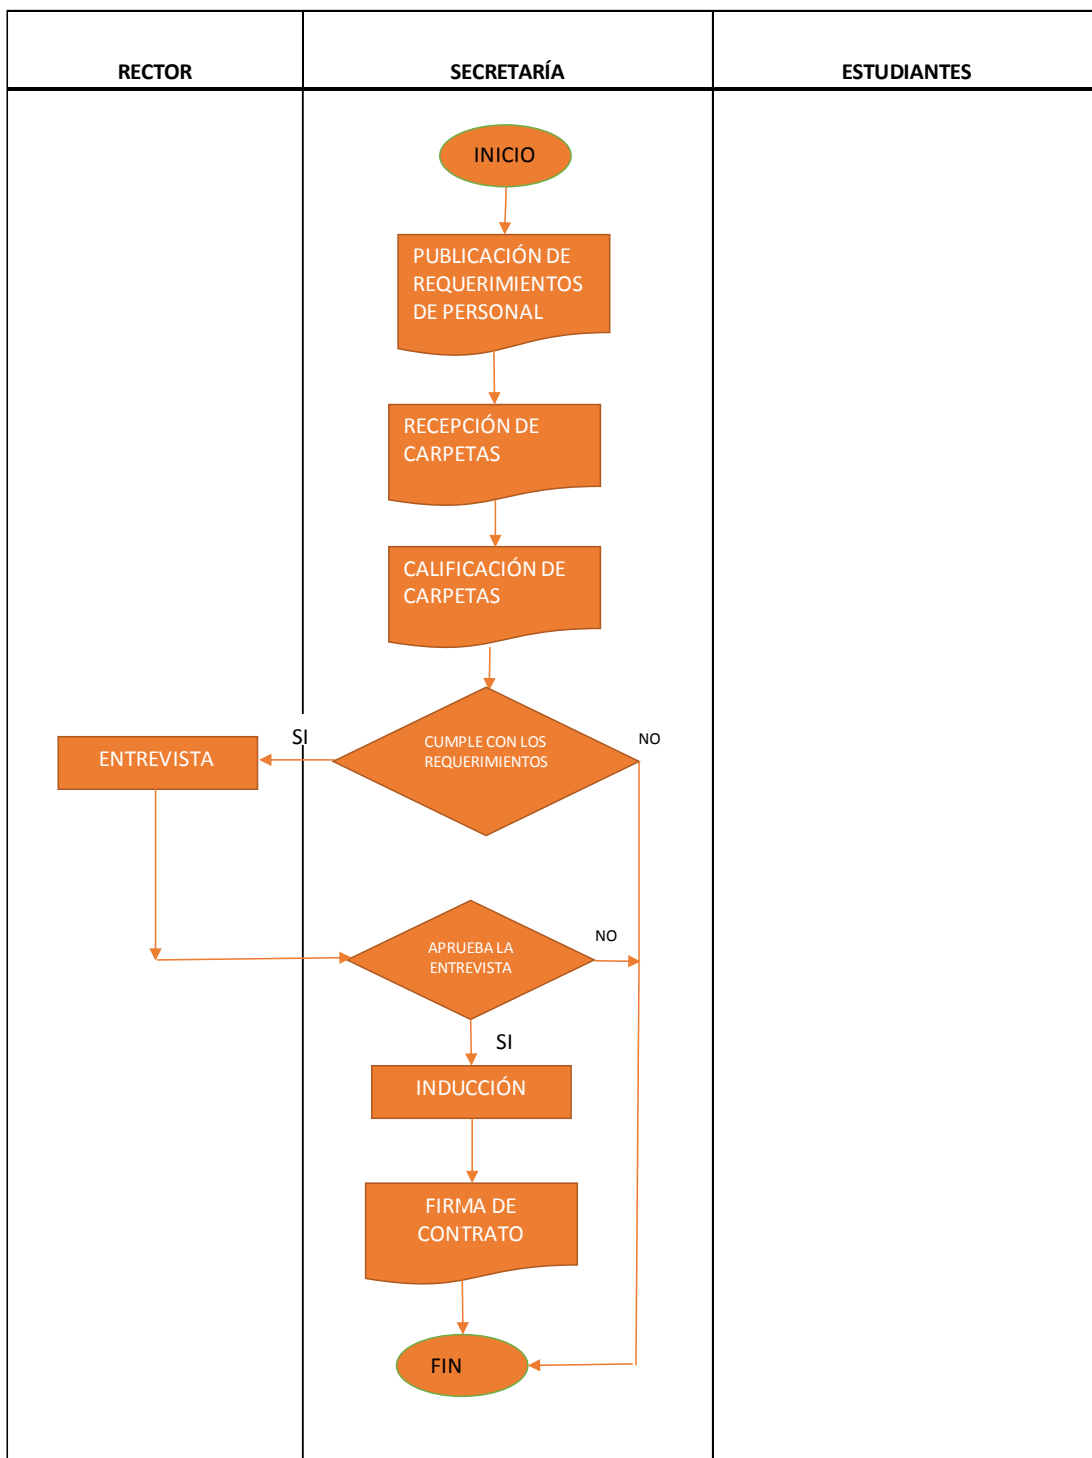 RECTOR
SECRETARÍA
ESTUDIANTES
INICIO
PUBLICACIÓN DE
REQUERIMIENTOS
DE PERSONAL
RECEPCIÓN DE
CARPETAS
CALIFICACIÓN DE
CARPETAS
CUMPLE CON LOS
REQUERIMIENTOS
SI
NO
ENTREVISTA
APRUEBA LA
ENTREVISTA
NO
SI
INDUCCIÓN
FIRMA DE
CONTRATO
FIN